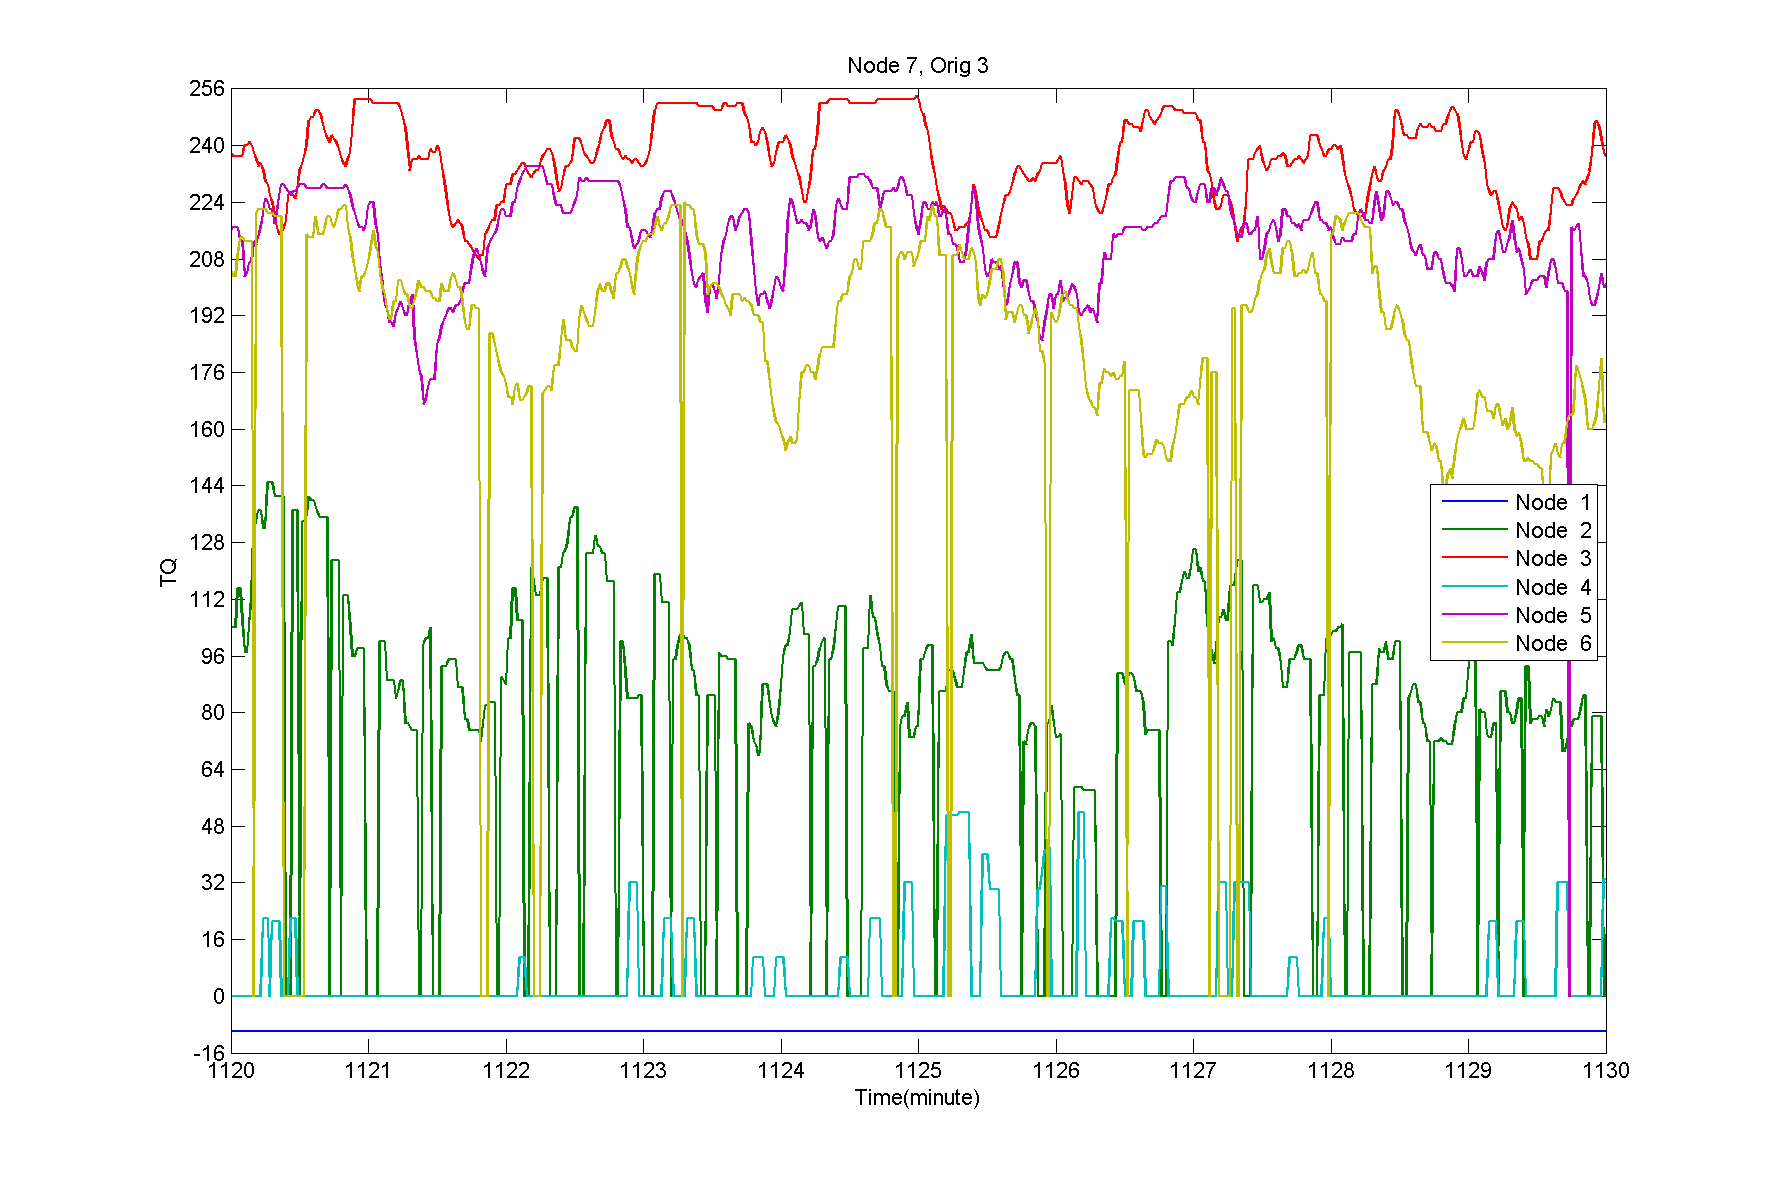 Node 7, Orig 3
256
240
224
208
192
176
160
144
128
112
96
80
64
48
32
16
0
-16
TQ
Node 1
Node 2
Node 3
Node 4
Node 5
Node 6
1120 1121 1122 1123 1124 1125 1126 1127 1128 1129 1130
Time(minute)